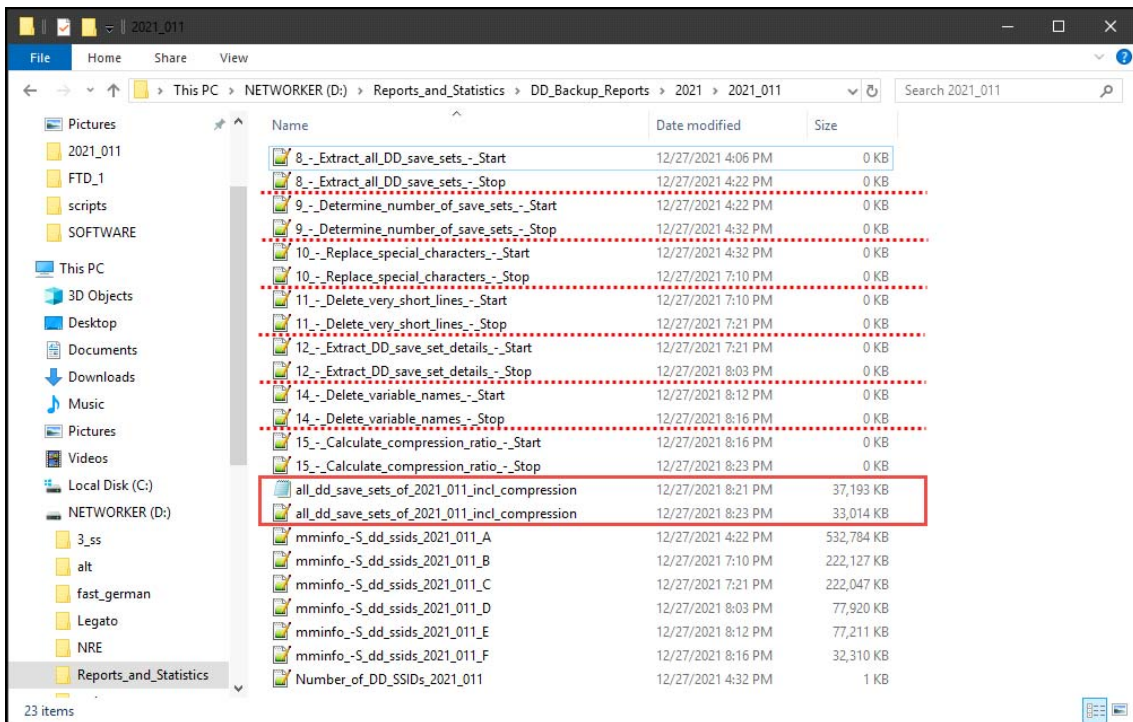 2021_011
File Home Share View
This PC > NETWORKER (D:) > Reports_and_Statistics > DD_Backup_Reports > 2021 > 2021_011
Search 2021_011
Pictures
2021_011
FTD_1
scripts
SOFTWARE
This PC
3D Objects
Desktop
Documents
Downloads
Music
Pictures
Videos
Local Disk (C:)
NETWORKER (D:)
3_ss
alt
fast_german
Legato
NRE
Reports_and_Statistics
Name Date modified Size
8_-_Extract_all_DD_save_sets_-_Start 12/27/2021 4:06 PM 0 KB
8_-_Extract_all_DD_save_sets_-_Stop 12/27/2021 4:22 PM 0 KB
9_-_Determine_number_of_save_sets_-_Start 12/27/2021 4:22 PM 0 KB
9_-_Determine_number_of_save_sets_-_Stop 12/27/2021 4:32 PM 0 KB
10_-_Replace_special_characters_-_Start 12/27/2021 4:32 PM 0 KB
10_-_Replace_special_characters_-_Stop 12/27/2021 7:10 PM 0 KB
11_-_Delete_very_short_lines_-_Start 12/27/2021 7:10 PM 0 KB
11_-_Delete_very_short_lines_-_Stop 12/27/2021 7:21 PM 0 KB
12_-_Extract_DD_save_set_details_-_Start 12/27/2021 7:21 PM 0 KB
12_-_Extract_DD_save_set_details_-_Stop 12/27/2021 8:03 PM 0 KB
14_-_Delete_variable_names_-_Start 12/27/2021 8:12 PM 0 KB
14_-_Delete_variable_names_-_Stop 12/27/2021 8:16 PM 0 KB
15_-_Calculate_compression_ratio_-_Start 12/27/2021 8:16 PM 0 KB
15_-_Calculate_compression_ratio_-_Stop 12/27/2021 8:23 PM 0 KB
all_dd_save_sets_of_2021_011_incl_compression 12/27/2021 8:21 PM 37,193 KB
all_dd_save_sets_of_2021_011_incl_compression 12/27/2021 8:23 PM 33,014 KB
mminfo_-S_dd_ssids_2021_011_A 12/27/2021 4:22 PM 532,784 KB
mminfo_-S_dd_ssids_2021_011_B 12/27/2021 7:10 PM 222,127 KB
mminfo_-S_dd_ssids_2021_011_C 12/27/2021 7:21 PM 222,047 KB
mminfo_-S_dd_ssids_2021_011_D 12/27/2021 8:03 PM 77,920 KB
mminfo_-S_dd_ssids_2021_011_E 12/27/2021 8:12 PM 77,211 KB
mminfo_-S_dd_ssids_2021_011_F 12/27/2021 8:16 PM 32,310 KB
Number_of_DD_SSIDs_2021_011 12/27/2021 4:32 PM 1 KB
23 items